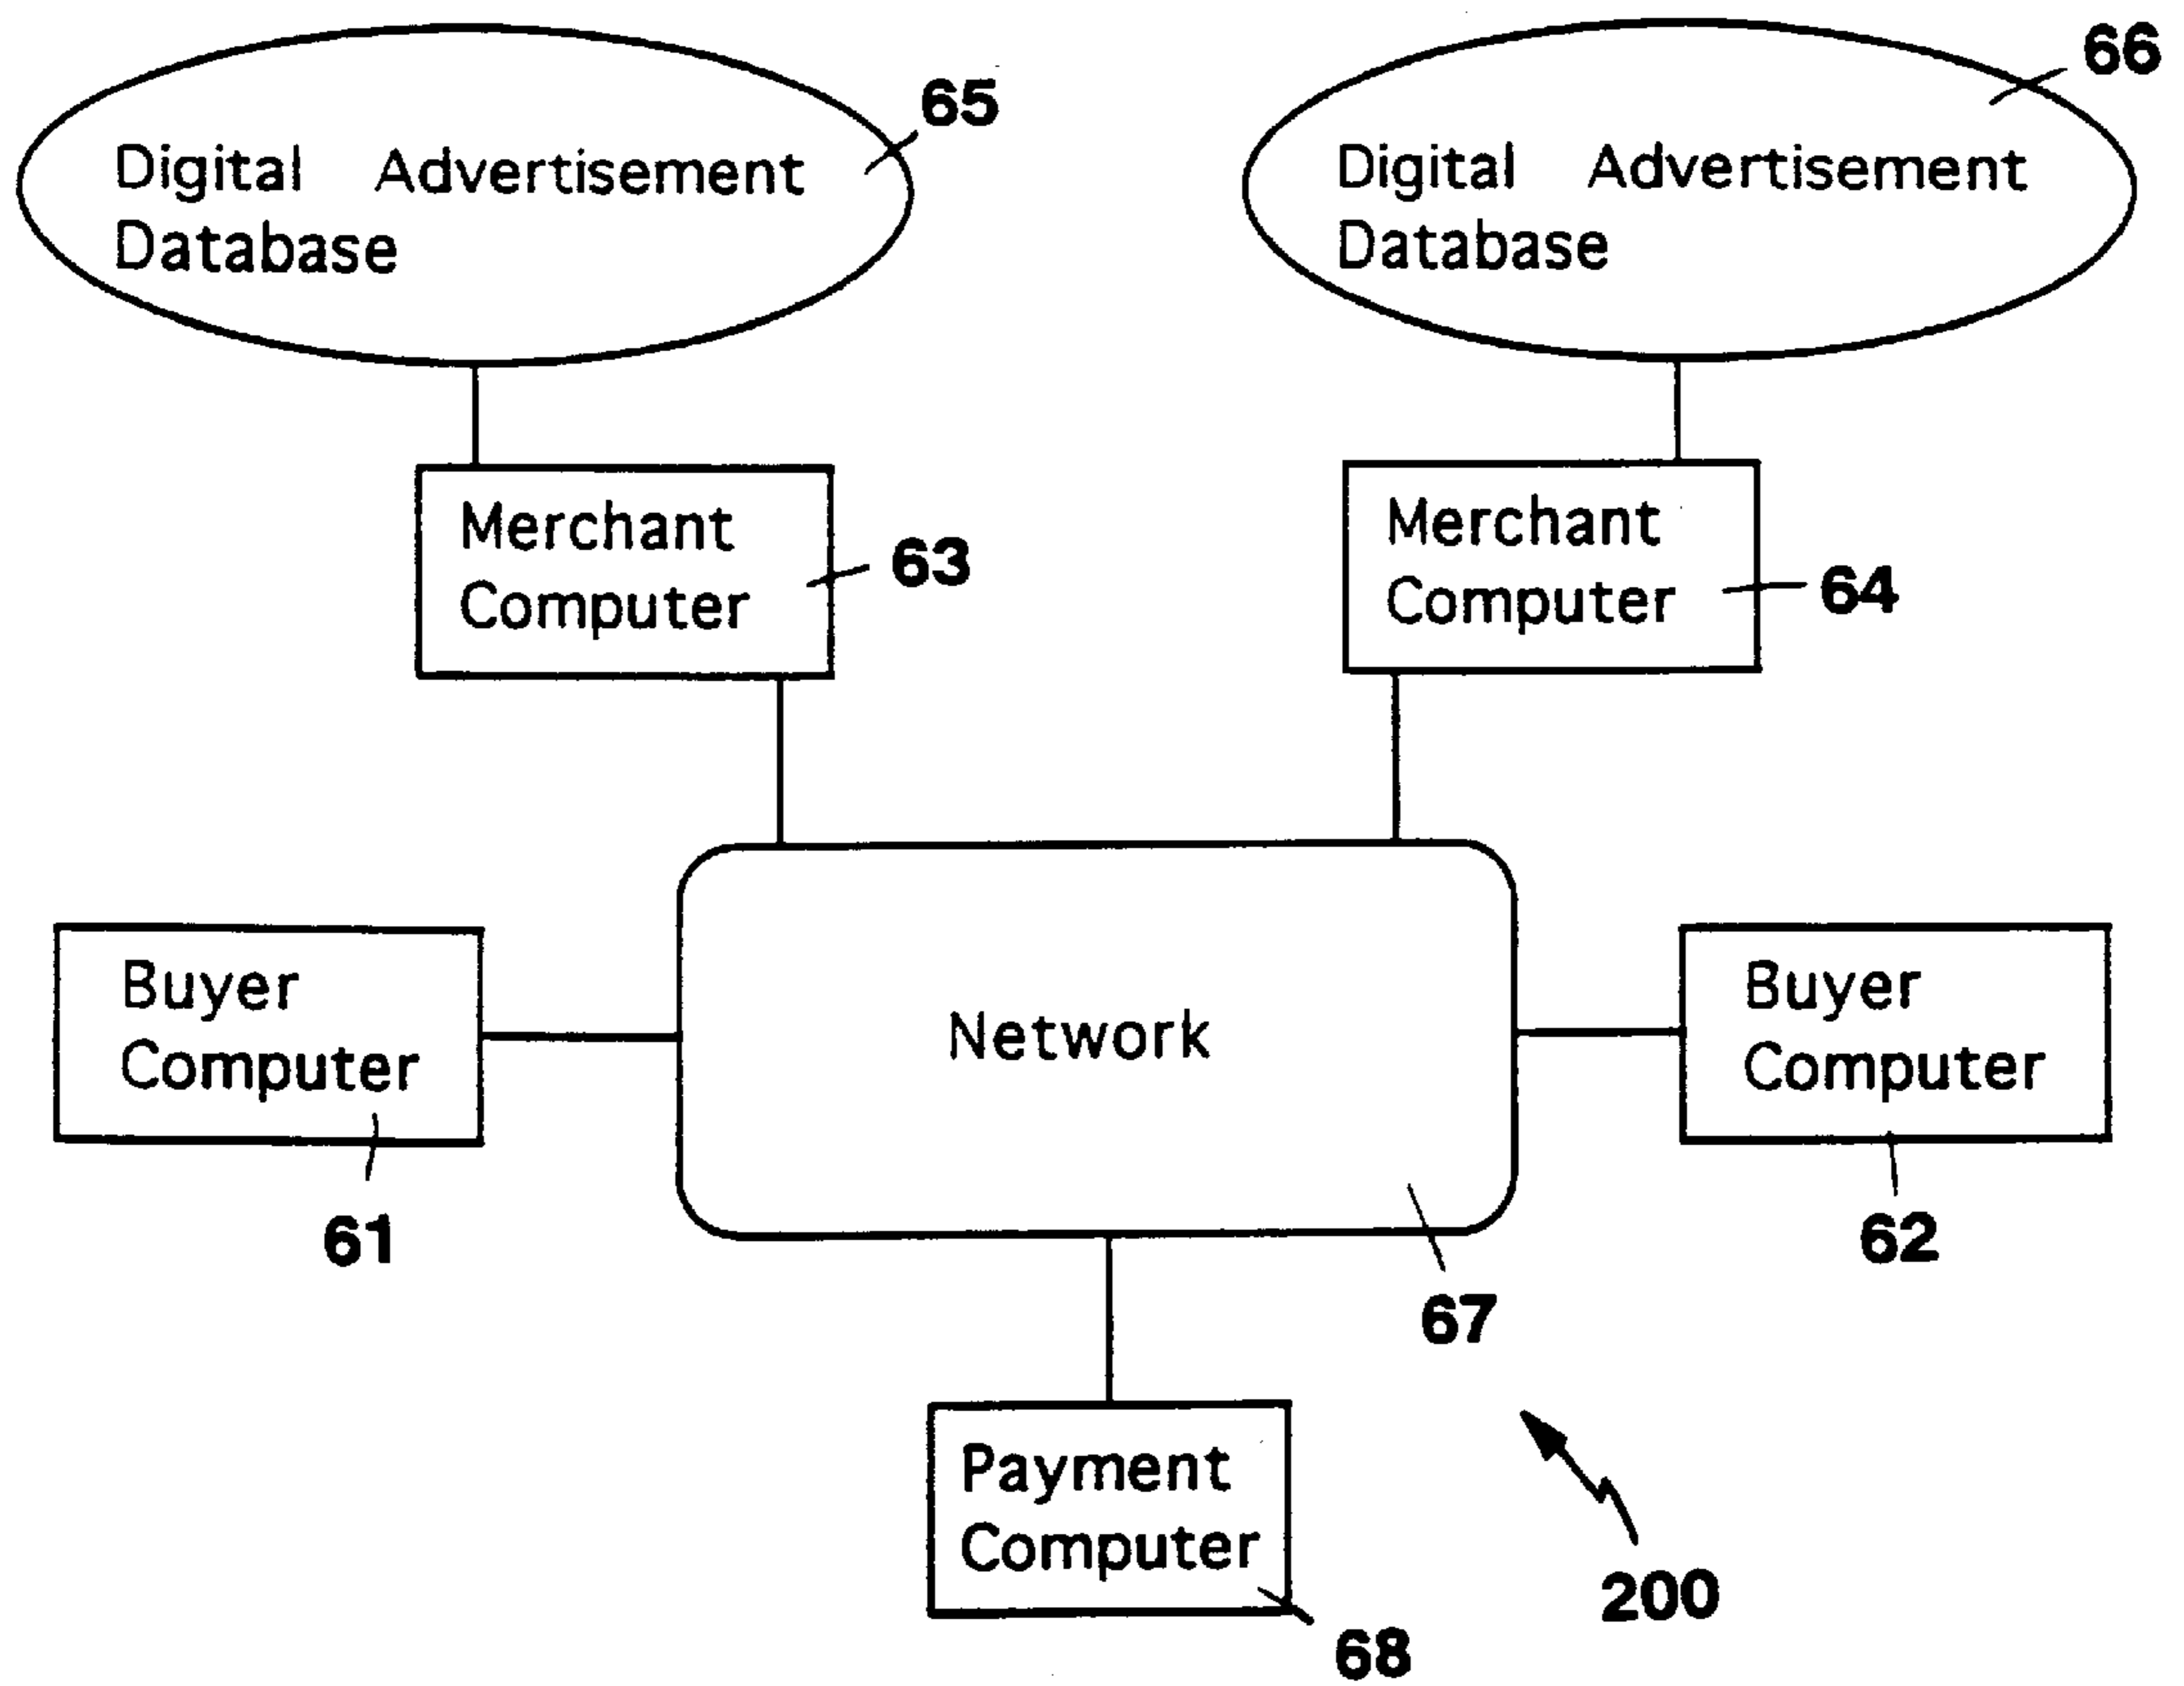 65
66
Digital Advertisement
Database
Digital Advertisement
Database
Merchant
Computer
63
Merchant
Computer
64
Buyer
Computer
61
Network
67
Buyer
Computer
62
Payment
Computer
68
200